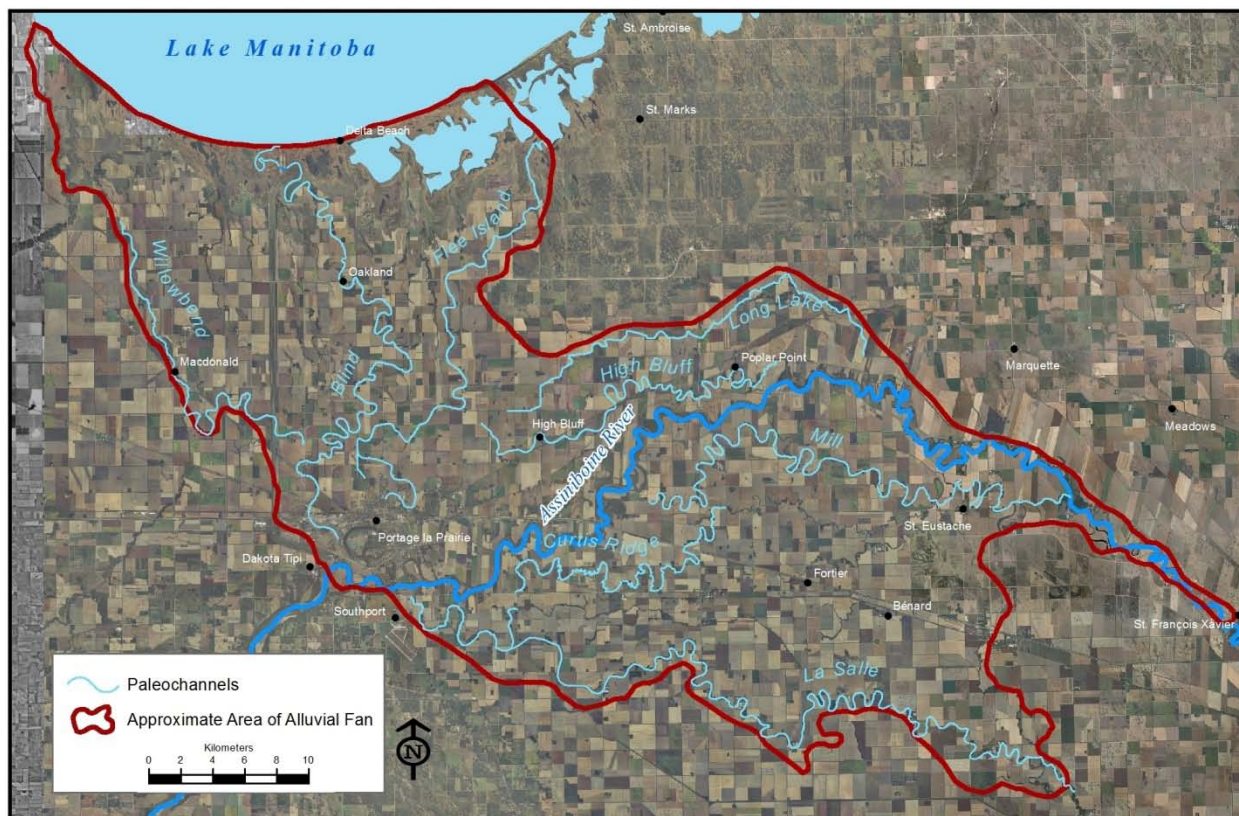 St. Ambroise
Lake Manitoba
St. Marks
Delta Beach
Flee Island
Willowbend
Oakland
Long Lake
Macdonald
Blind
High Bluff
Poplar Point
Marquette
Meadows
High Bluff
Assiniboine River
Mill
St. Eustache
Portage la Prairie
Curtis Ridge
Dakota Tipi
Fortier
Southport
Bénard
St. François Xavier
La Salle
Paleochannels
Approximate Area of Alluvial Fan
Kilometers
0 2 4 6 8 10
N